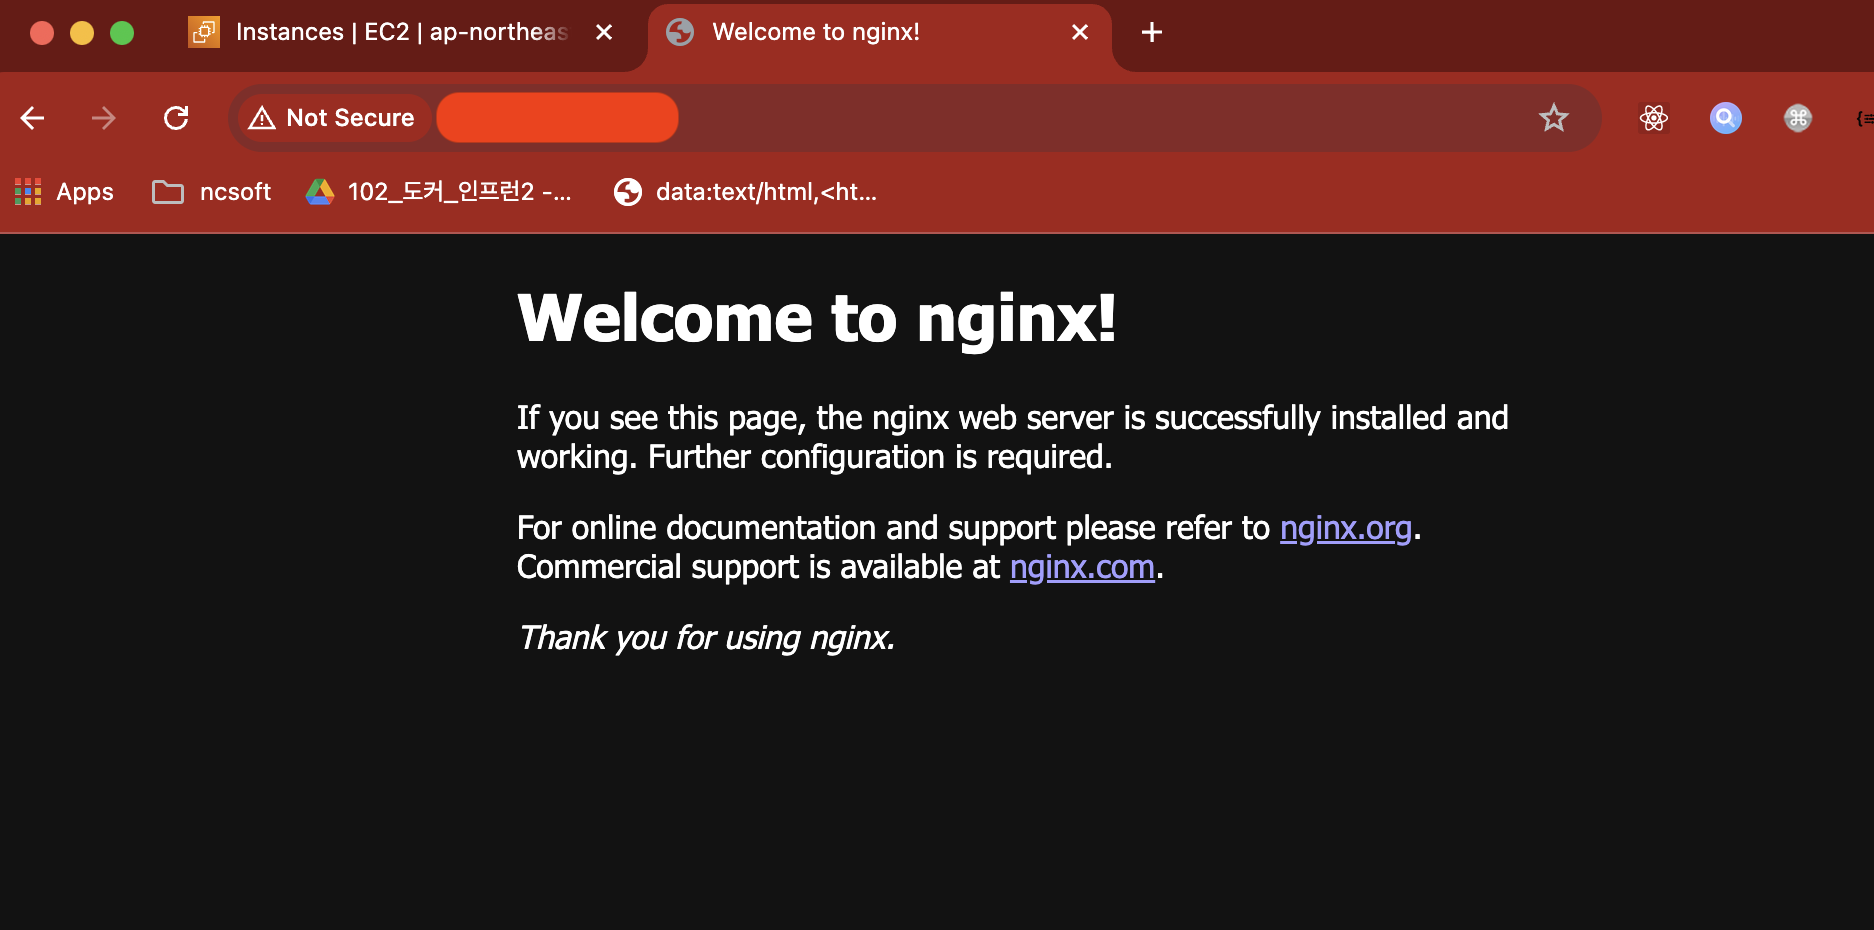 Instances | EC2 | ap-northeas
Welcome to nginx!
Not Secure
Apps
ncsoft
102_도커_인프런2 -...
data:text/html,<ht...
Welcome to nginx!
If you see this page, the nginx web server is successfully installed and
working. Further configuration is required.
For online documentation and support please refer to nginx.org.
Commercial support is available at nginx.com.
Thank you for using nginx.